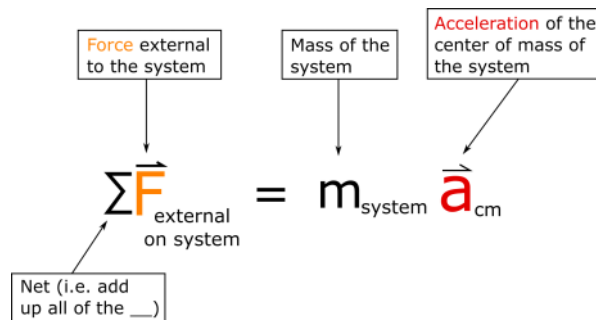 Force external
to the system
Mass of the
system
Acceleration of the
center of mass of
the system
∑F⃗ external
on system
= m system a⃗ cm
Net (i.e. add
up all of the __)